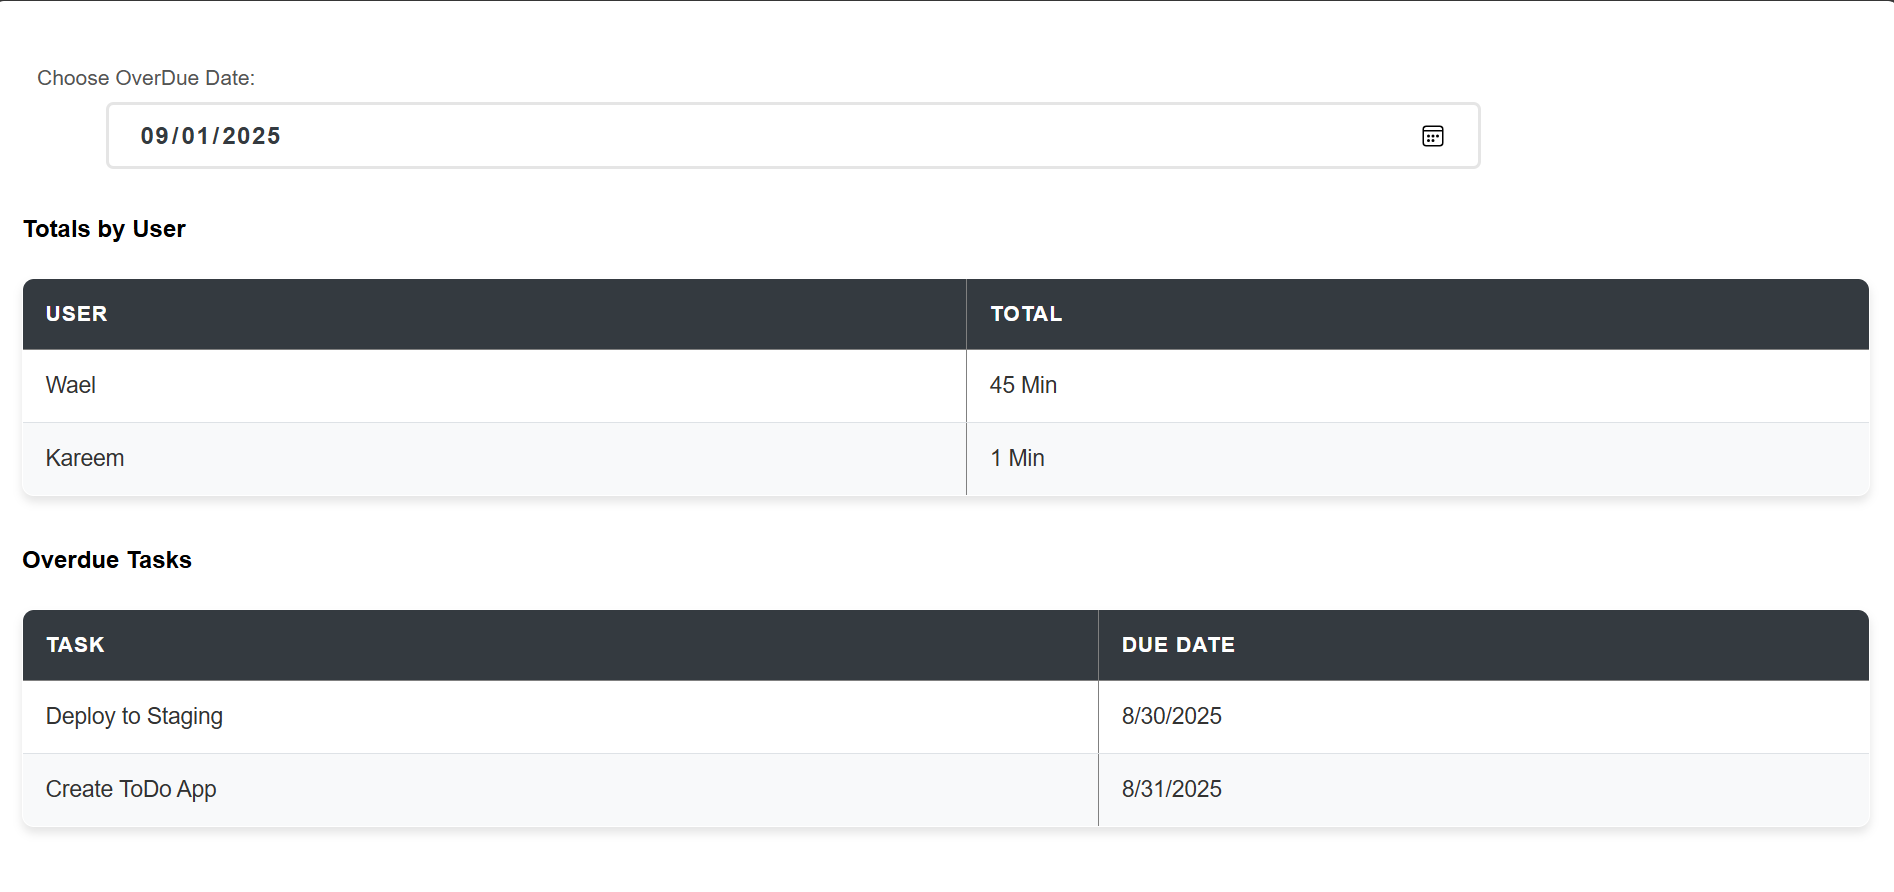 Choose OverDue Date:
09/01/2025
Totals by User
USER TOTAL
Wael 45 Min
Kareem 1 Min
Overdue Tasks
TASK DUE DATE
Deploy to Staging 8/30/2025
Create ToDo App 8/31/2025